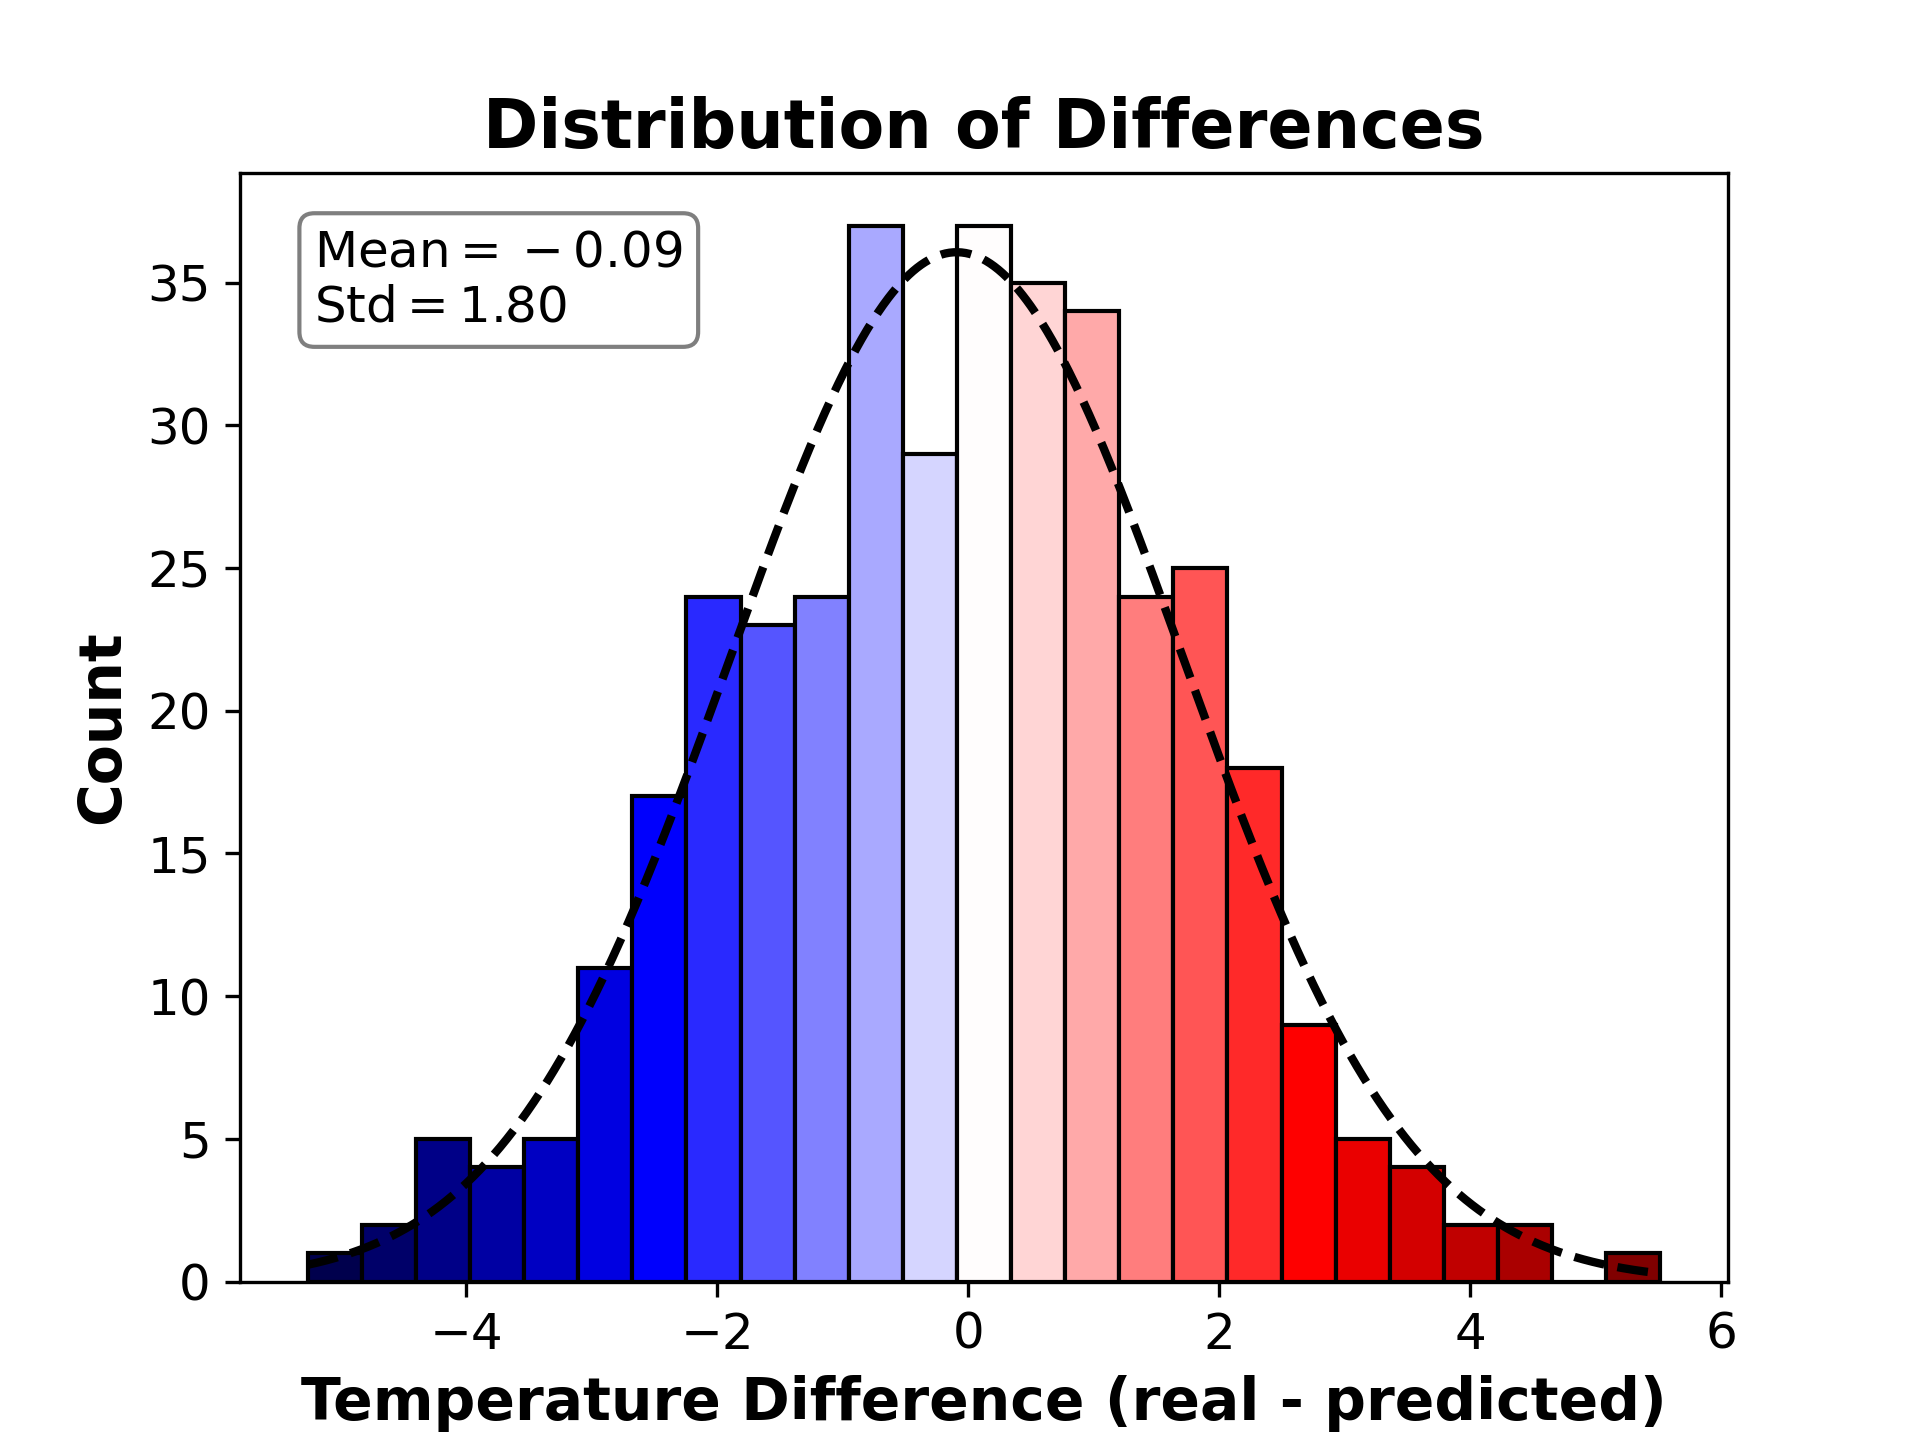 Distribution of Differences
Mean = −0.09
Std = 1.80
Count
35
30
25
20
15
10
5
0
−4 −2 0 2 4 6
Temperature Difference (real - predicted)